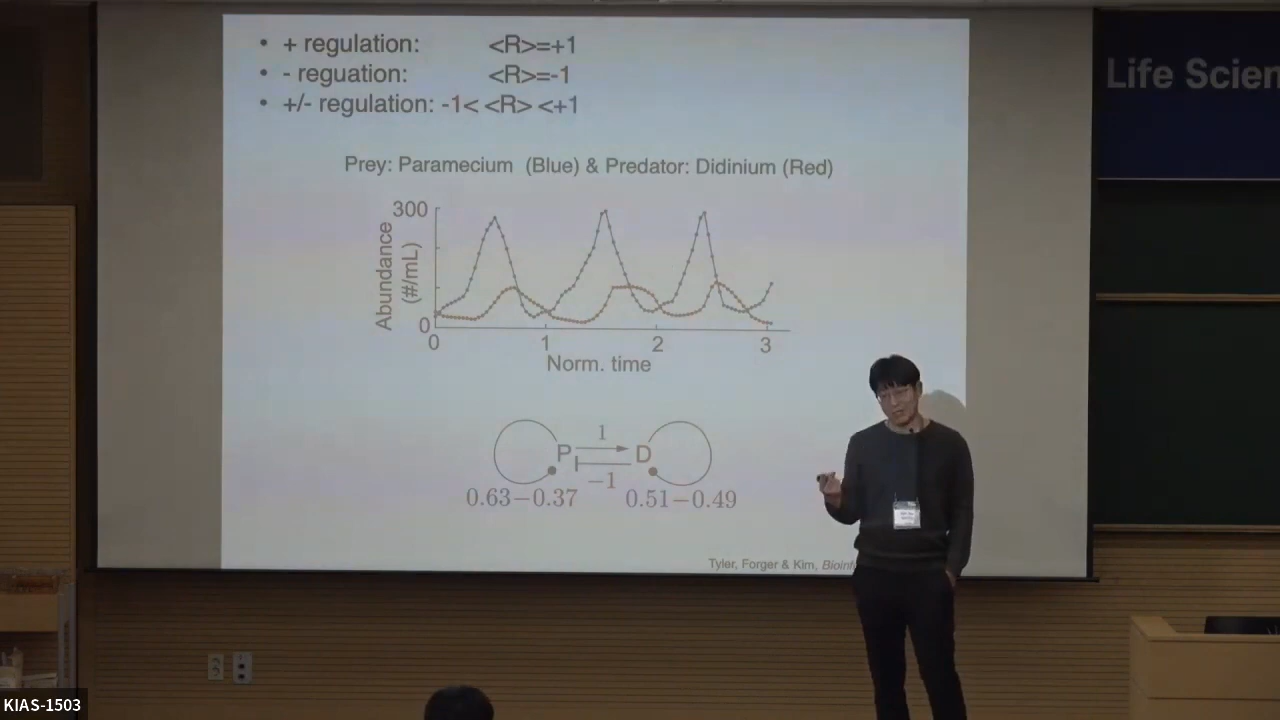 • + regulation: <R>=+1
• - reguation: <R>=-1
• +/- regulation: -1< <R> <+1
Life Scien
Prey: Paramecium (Blue) & Predator: Didinium (Red)
300
Abundance
(#/mL)
0
0 1 2 3
Norm. time
1
P D
−1
0.63−0.37 0.51−0.49
Tyler, Forger & Kim, Bioinf
KIAS-1503